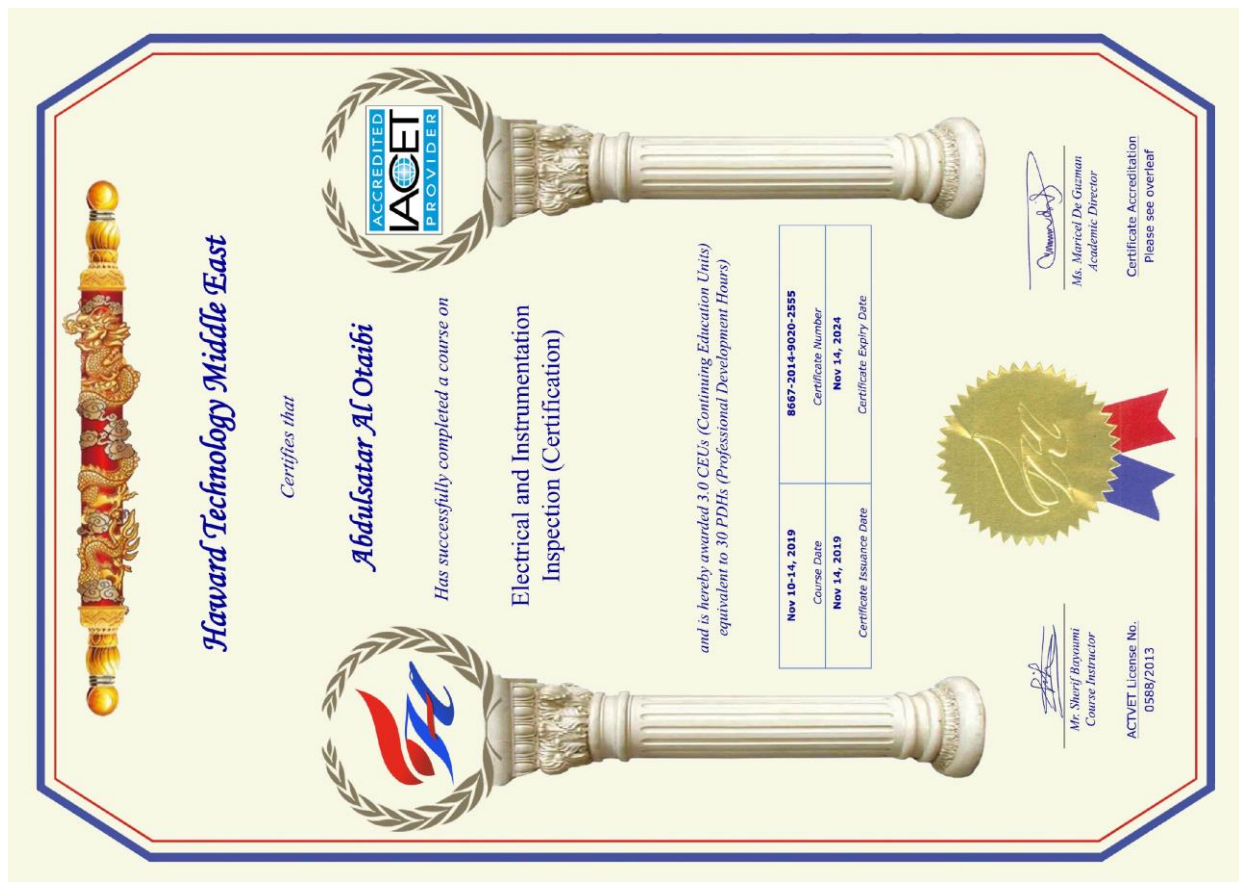 Haward Technology Middle East
Certifies that
ACCREDITED
IACET
PROVIDER
Abdulsatar Al Otaibi
Has successfully completed a course on
Electrical and Instrumentation
Inspection (Certification)
and is hereby awarded 3.0 CEUs (Continuing Education Units)
equivalent to 30 PDHs (Professional Development Hours)
Nov 10-14, 2019
Course Date
8667-2014-9020-2555
Certificate Number
Nov 14, 2019
Certificate Issuance Date
Nov 14, 2024
Certificate Expiry Date
Mr. Sherif Bayoumi
Course Instructor
ACTVET License No.
0588/2013
Ms. Maricel De Guzman
Academic Director
Certificate Accreditation
Please see overleaf